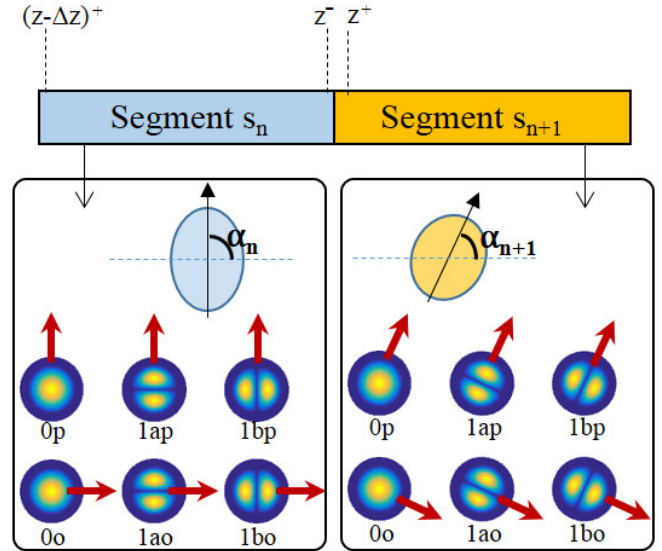 (z-Δz)⁺ z⁻ z⁺
Segment sₙ Segment sₙ₊₁
αₙ αₙ₊₁
0p 1ap 1bp 0p 1ap 1bp
0o 1ao 1bo 0o 1ao 1bo